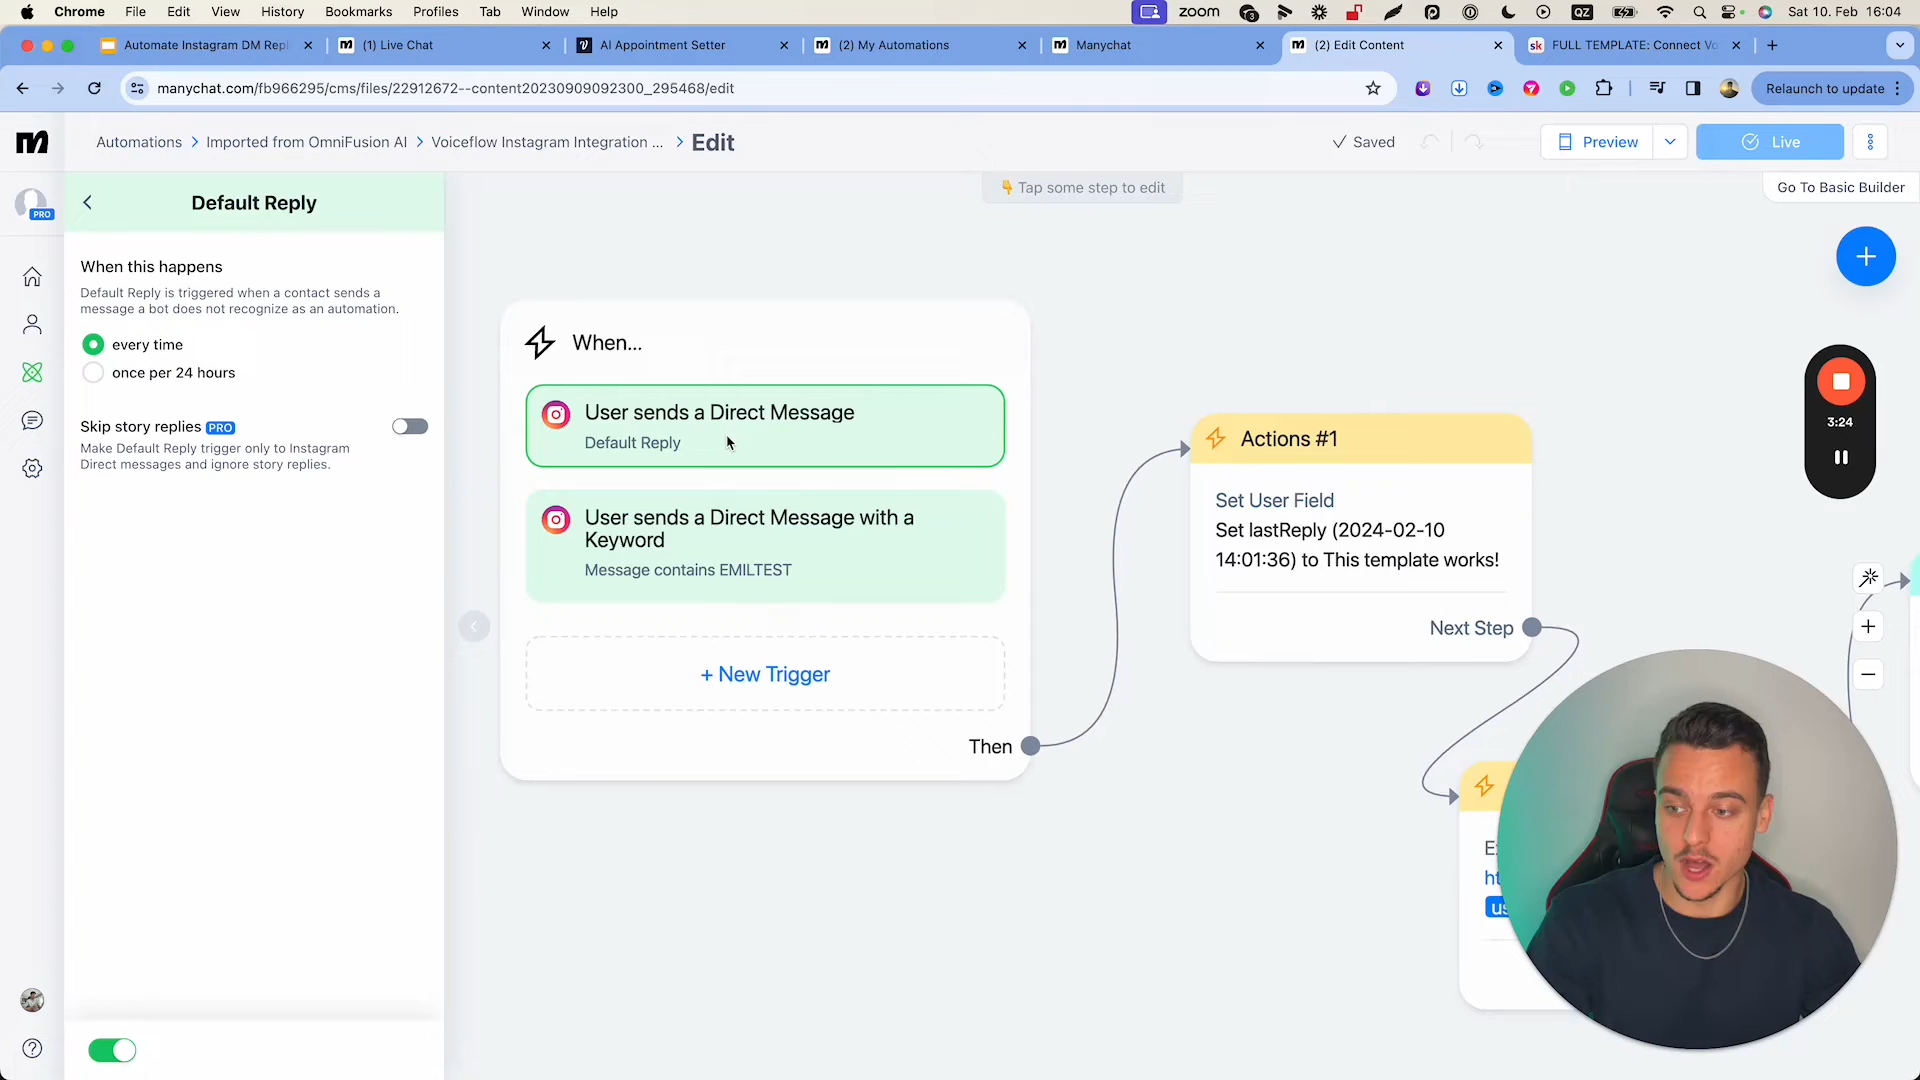 Chrome File Edit View History Bookmarks Profiles Tab Window Help zoom QZ Sat 10. Feb 16:04
Automate Instagram DM Repl (1) Live Chat AI Appointment Setter (2) My Automations Manychat (2) Edit Content sk FULL TEMPLATE: Connect Vo
manychat.com/fb966295/cms/files/22912672--content20230909092300_295468/edit Relaunch to update
Automations > Imported from OmniFusion AI > Voiceflow Instagram Integration ... > Edit Saved Preview Live
PRO
Default Reply
Tap some step to edit
Go To Basic Builder
When this happens
Default Reply is triggered when a contact sends a
message a bot does not recognize as an automation.
every time
once per 24 hours
Skip story replies PRO
Make Default Reply trigger only to Instagram
Direct messages and ignore story replies.
When...
User sends a Direct Message
Default Reply
User sends a Direct Message with a
Keyword
Message contains EMILTEST
+ New Trigger
Then
Actions #1
Set User Field
Set lastReply (2024-02-10
14:01:36) to This template works!
Next Step
3:24